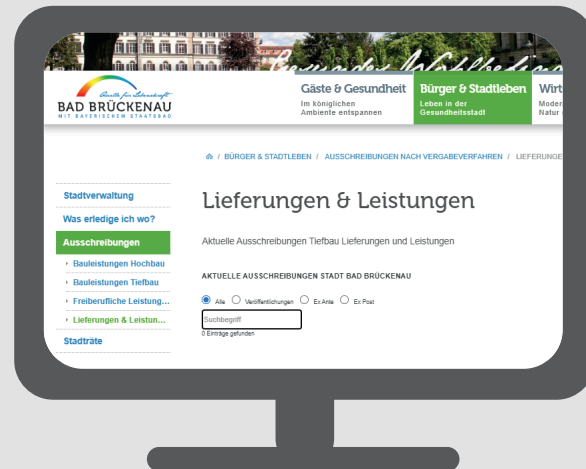 Quelle für Lebenskraft
BAD BRÜCKENAU
MIT BAYERISCHEM STAATSBAD
Gäste & Gesundheit
Im königlichen
Ambiente entspannen
Bürger & Stadtleben
Leben in der
Gesundheitsstadt
Wirt
Moder
Natur
/ BÜRGER & STADTLEBEN / AUSSCHREIBUNGEN NACH VERGABEVERFAHREN / LIEFERUNGE
Stadtverwaltung
Was erledige ich wo?
Ausschreibungen
Bauleistungen Hochbau
Bauleistungen Tiefbau
Freiberufliche Leistung...
Lieferungen & Leistun...
Stadträte
Lieferungen & Leistungen
Aktuelle Ausschreibungen Tiefbau Lieferungen und Leistungen
AKTUELLE AUSSCHREIBUNGEN STADT BAD BRÜCKENAU
Alle Veröffentlichungen Ex Ante Ex Post
Suchbegriff
0 Einträge gefunden